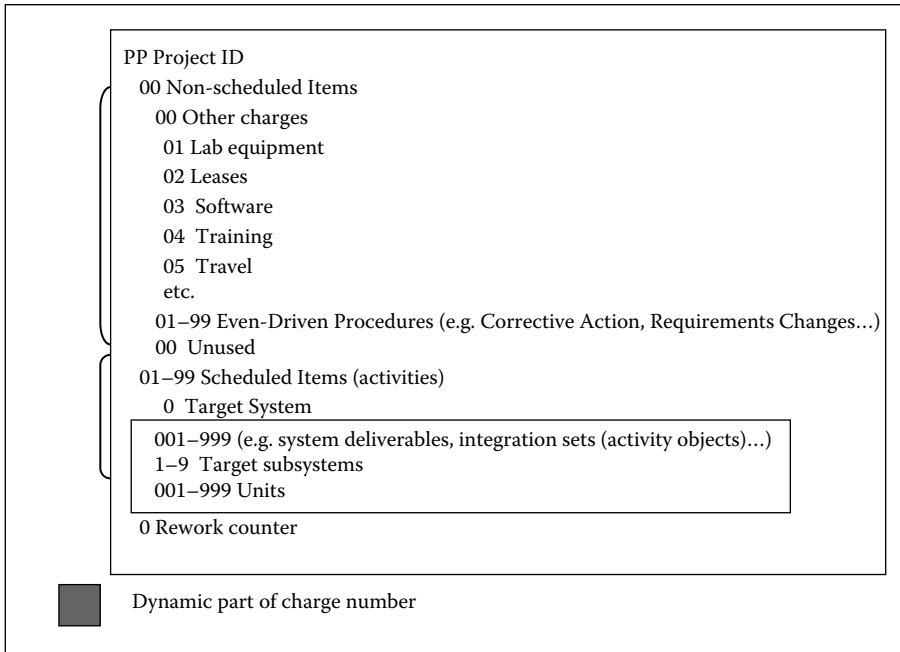 PP Project ID
00 Non-scheduled Items
00 Other charges
01 Lab equipment
02 Leases
03 Software
04 Training
05 Travel
etc.
01–99 Even-Driven Procedures (e.g. Corrective Action, Requirements Changes…)
00 Unused
01–99 Scheduled Items (activities)
0 Target System
001–999 (e.g. system deliverables, integration sets (activity objects)…)
1–9 Target subsystems
001–999 Units
0 Rework counter
Dynamic part of charge number